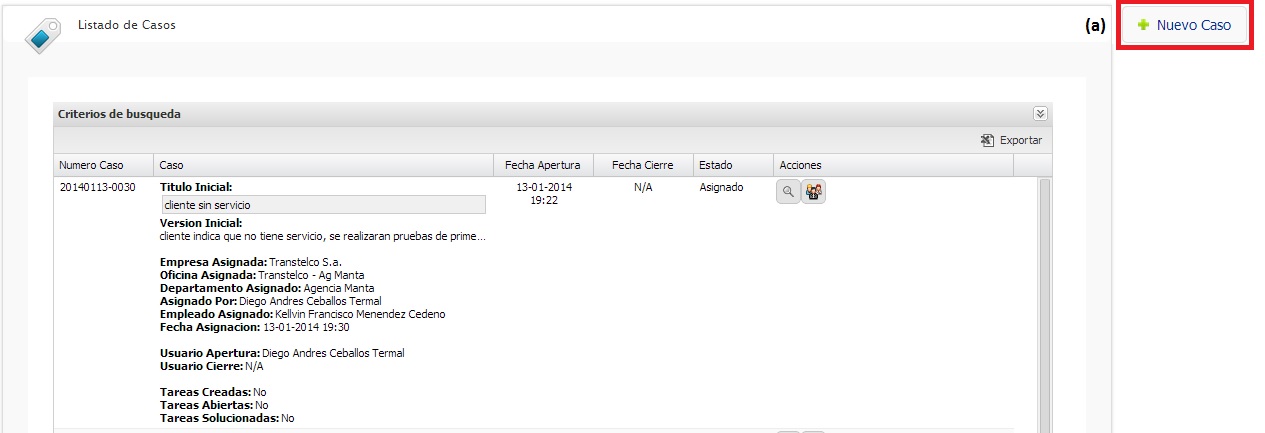 Listado de Casos
(a)
Nuevo Caso
Criterios de busqueda
Exportar
Numero Caso Caso Fecha Apertura Fecha Cierre Estado Acciones
20140113-0030 Titulo Inicial: 13-01-2014 N/A Asignado
19:22
cliente sin servicio
Version Inicial:
cliente indica que no tiene servicio, se realizaran pruebas de prime...
Empresa Asignada: Transtelco S.a.
Oficina Asignada: Transtelco - Ag Manta
Departamento Asignado: Agencia Manta
Asignado Por: Diego Andres Ceballos Termal
Empleado Asignado: Kellvin Francisco Menendez Cedeno
Fecha Asignacion: 13-01-2014 19:30
Usuario Apertura: Diego Andres Ceballos Termal
Usuario Cierre: N/A
Tareas Creadas: No
Tareas Abiertas: No
Tareas Solucionadas: No